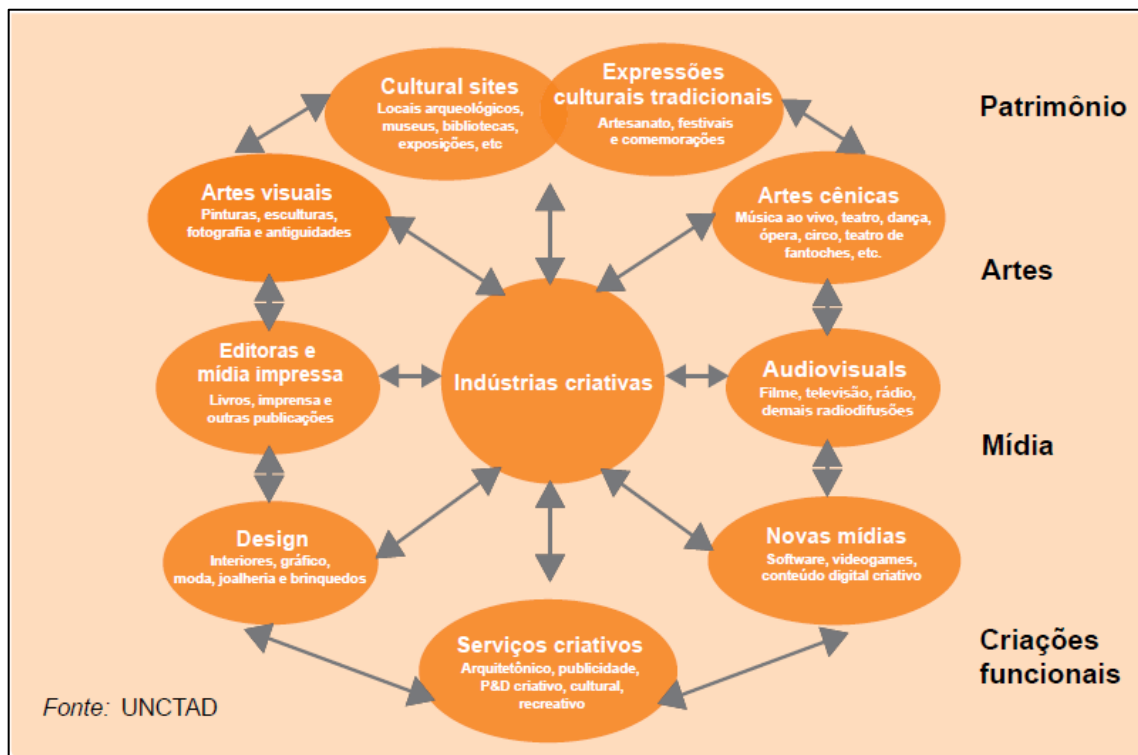 Cultural sites
Locais arqueológicos,
museus, bibliotecas,
exposições, etc
Expressões
culturais tradicionais
Artesanato, festivais
e comemorações
Patrimônio
Artes visuais
Pinturas, esculturas,
fotografia e antiguidades
Artes cênicas
Música ao vivo, teatro, dança,
ópera, circo, teatro de
fantoches, etc.
Artes
Editoras e
mídia impressa
Livros, imprensa e
outras publicações
Indústrias criativas
Audiovisuals
Filme, televisão, rádio,
demais radiodifusões
Mídia
Design
Interiores, gráfico,
moda, joalheria e brinquedos
Novas mídias
Software, videogames,
conteúdo digital criativo
Serviços criativos
Arquitetônico, publicidade,
P&D criativo, cultural,
recreativo
Criações
funcionais
Fonte: UNCTAD